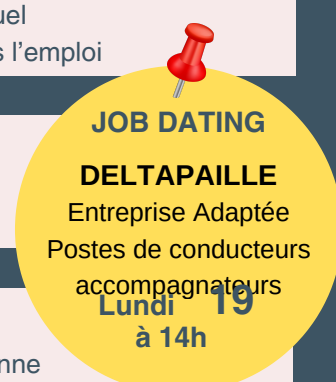 uel
s l'emploi
JOB DATING
DELTAPAILLE
Entreprise Adaptée
Postes de conducteurs
accompagnateurs
Lundi 19
à 14h
nne